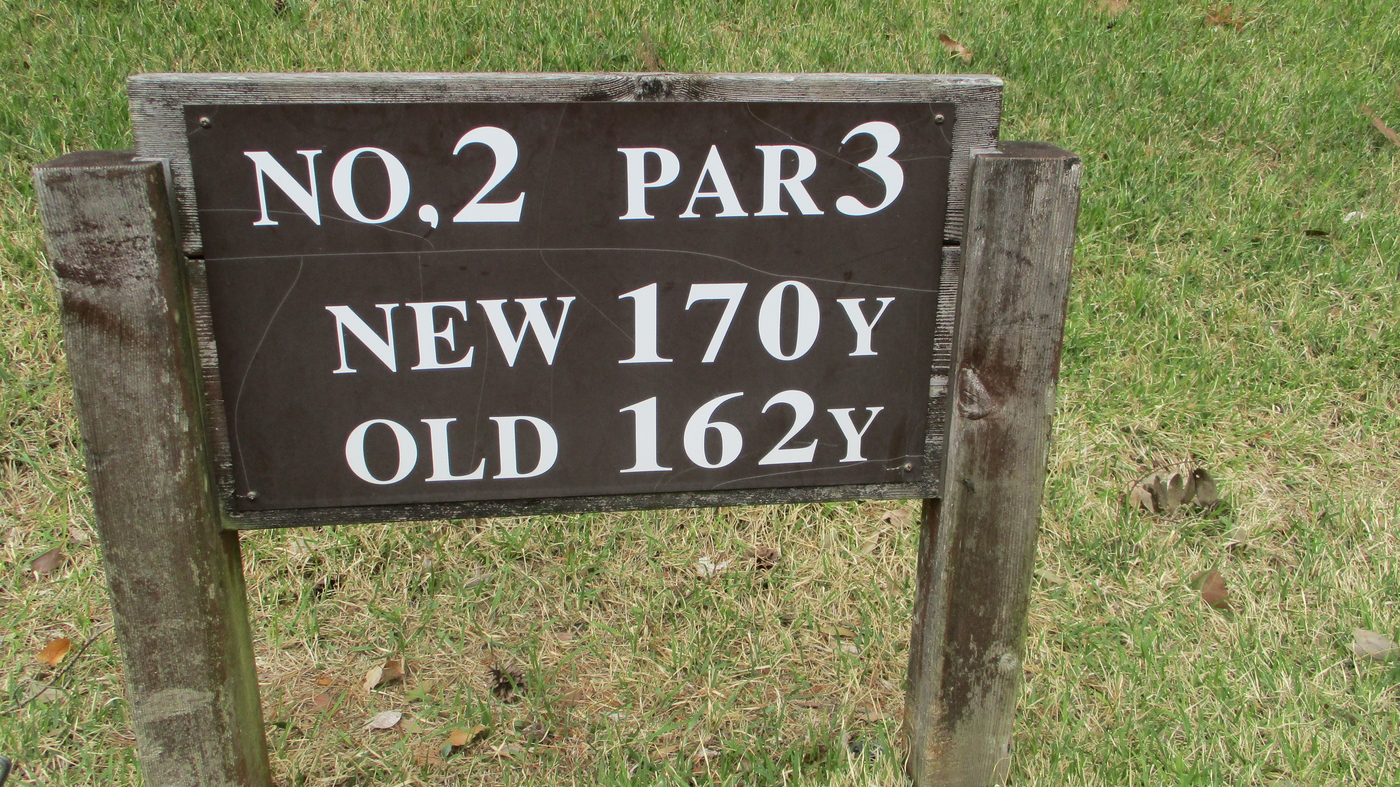 NO,2 PAR3
NEW 170Y
OLD 162Y